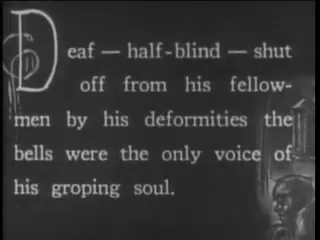 Deaf — half-blind — shut
off from his fellow-
men by his deformities the
bells were the only voice of
his groping soul.